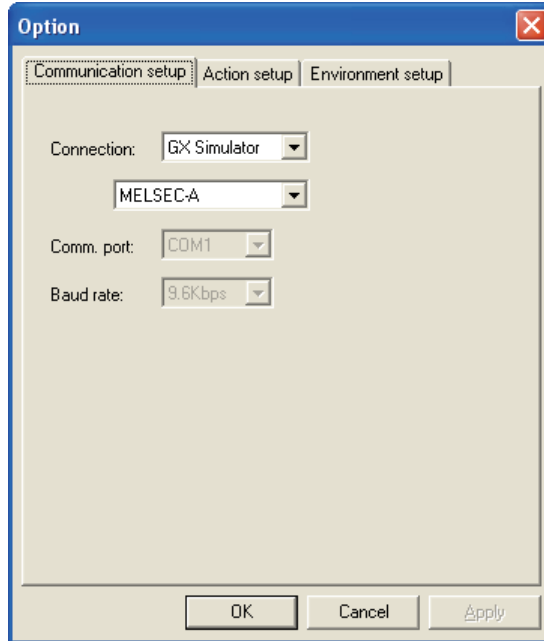 Option
Communication setup Action setup Environment setup
Connection: GX Simulator
MELSEC-A
Comm. port: COM1
Baud rate: 9.6Kbps
OK Cancel Apply